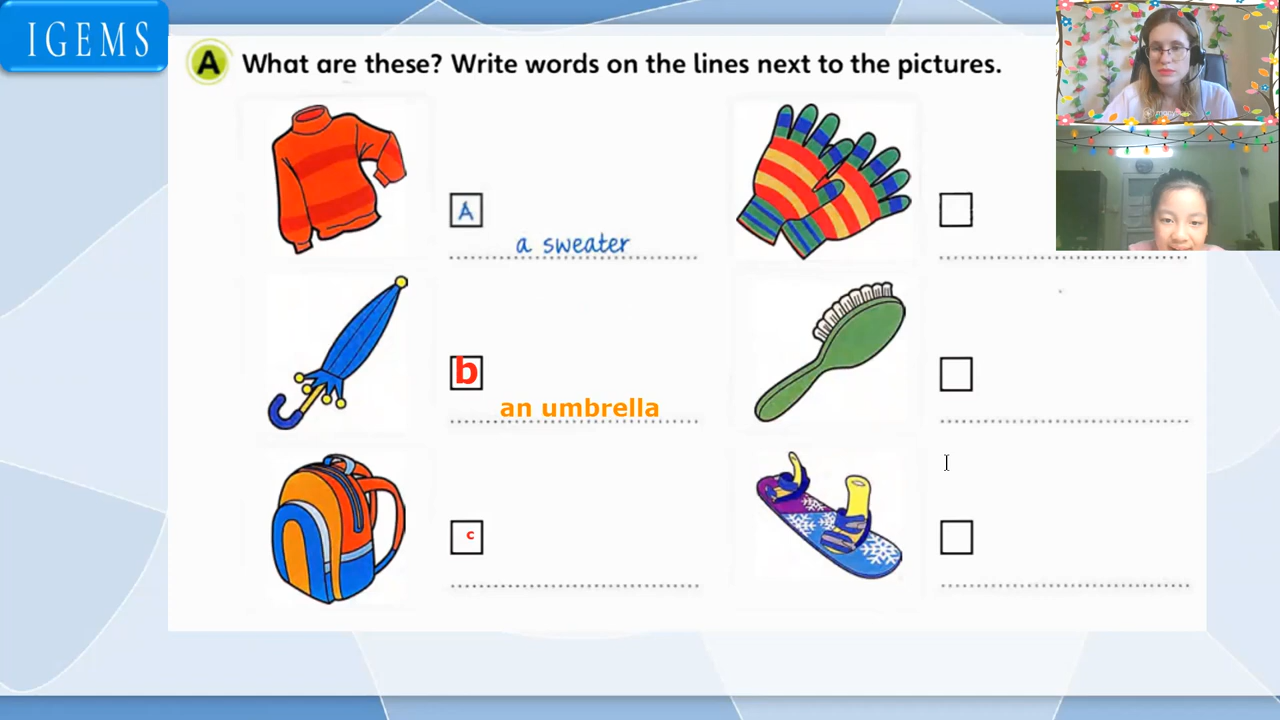 IGEMS
A What are these? Write words on the lines next to the pictures.
A
a sweater
b
an umbrella
c